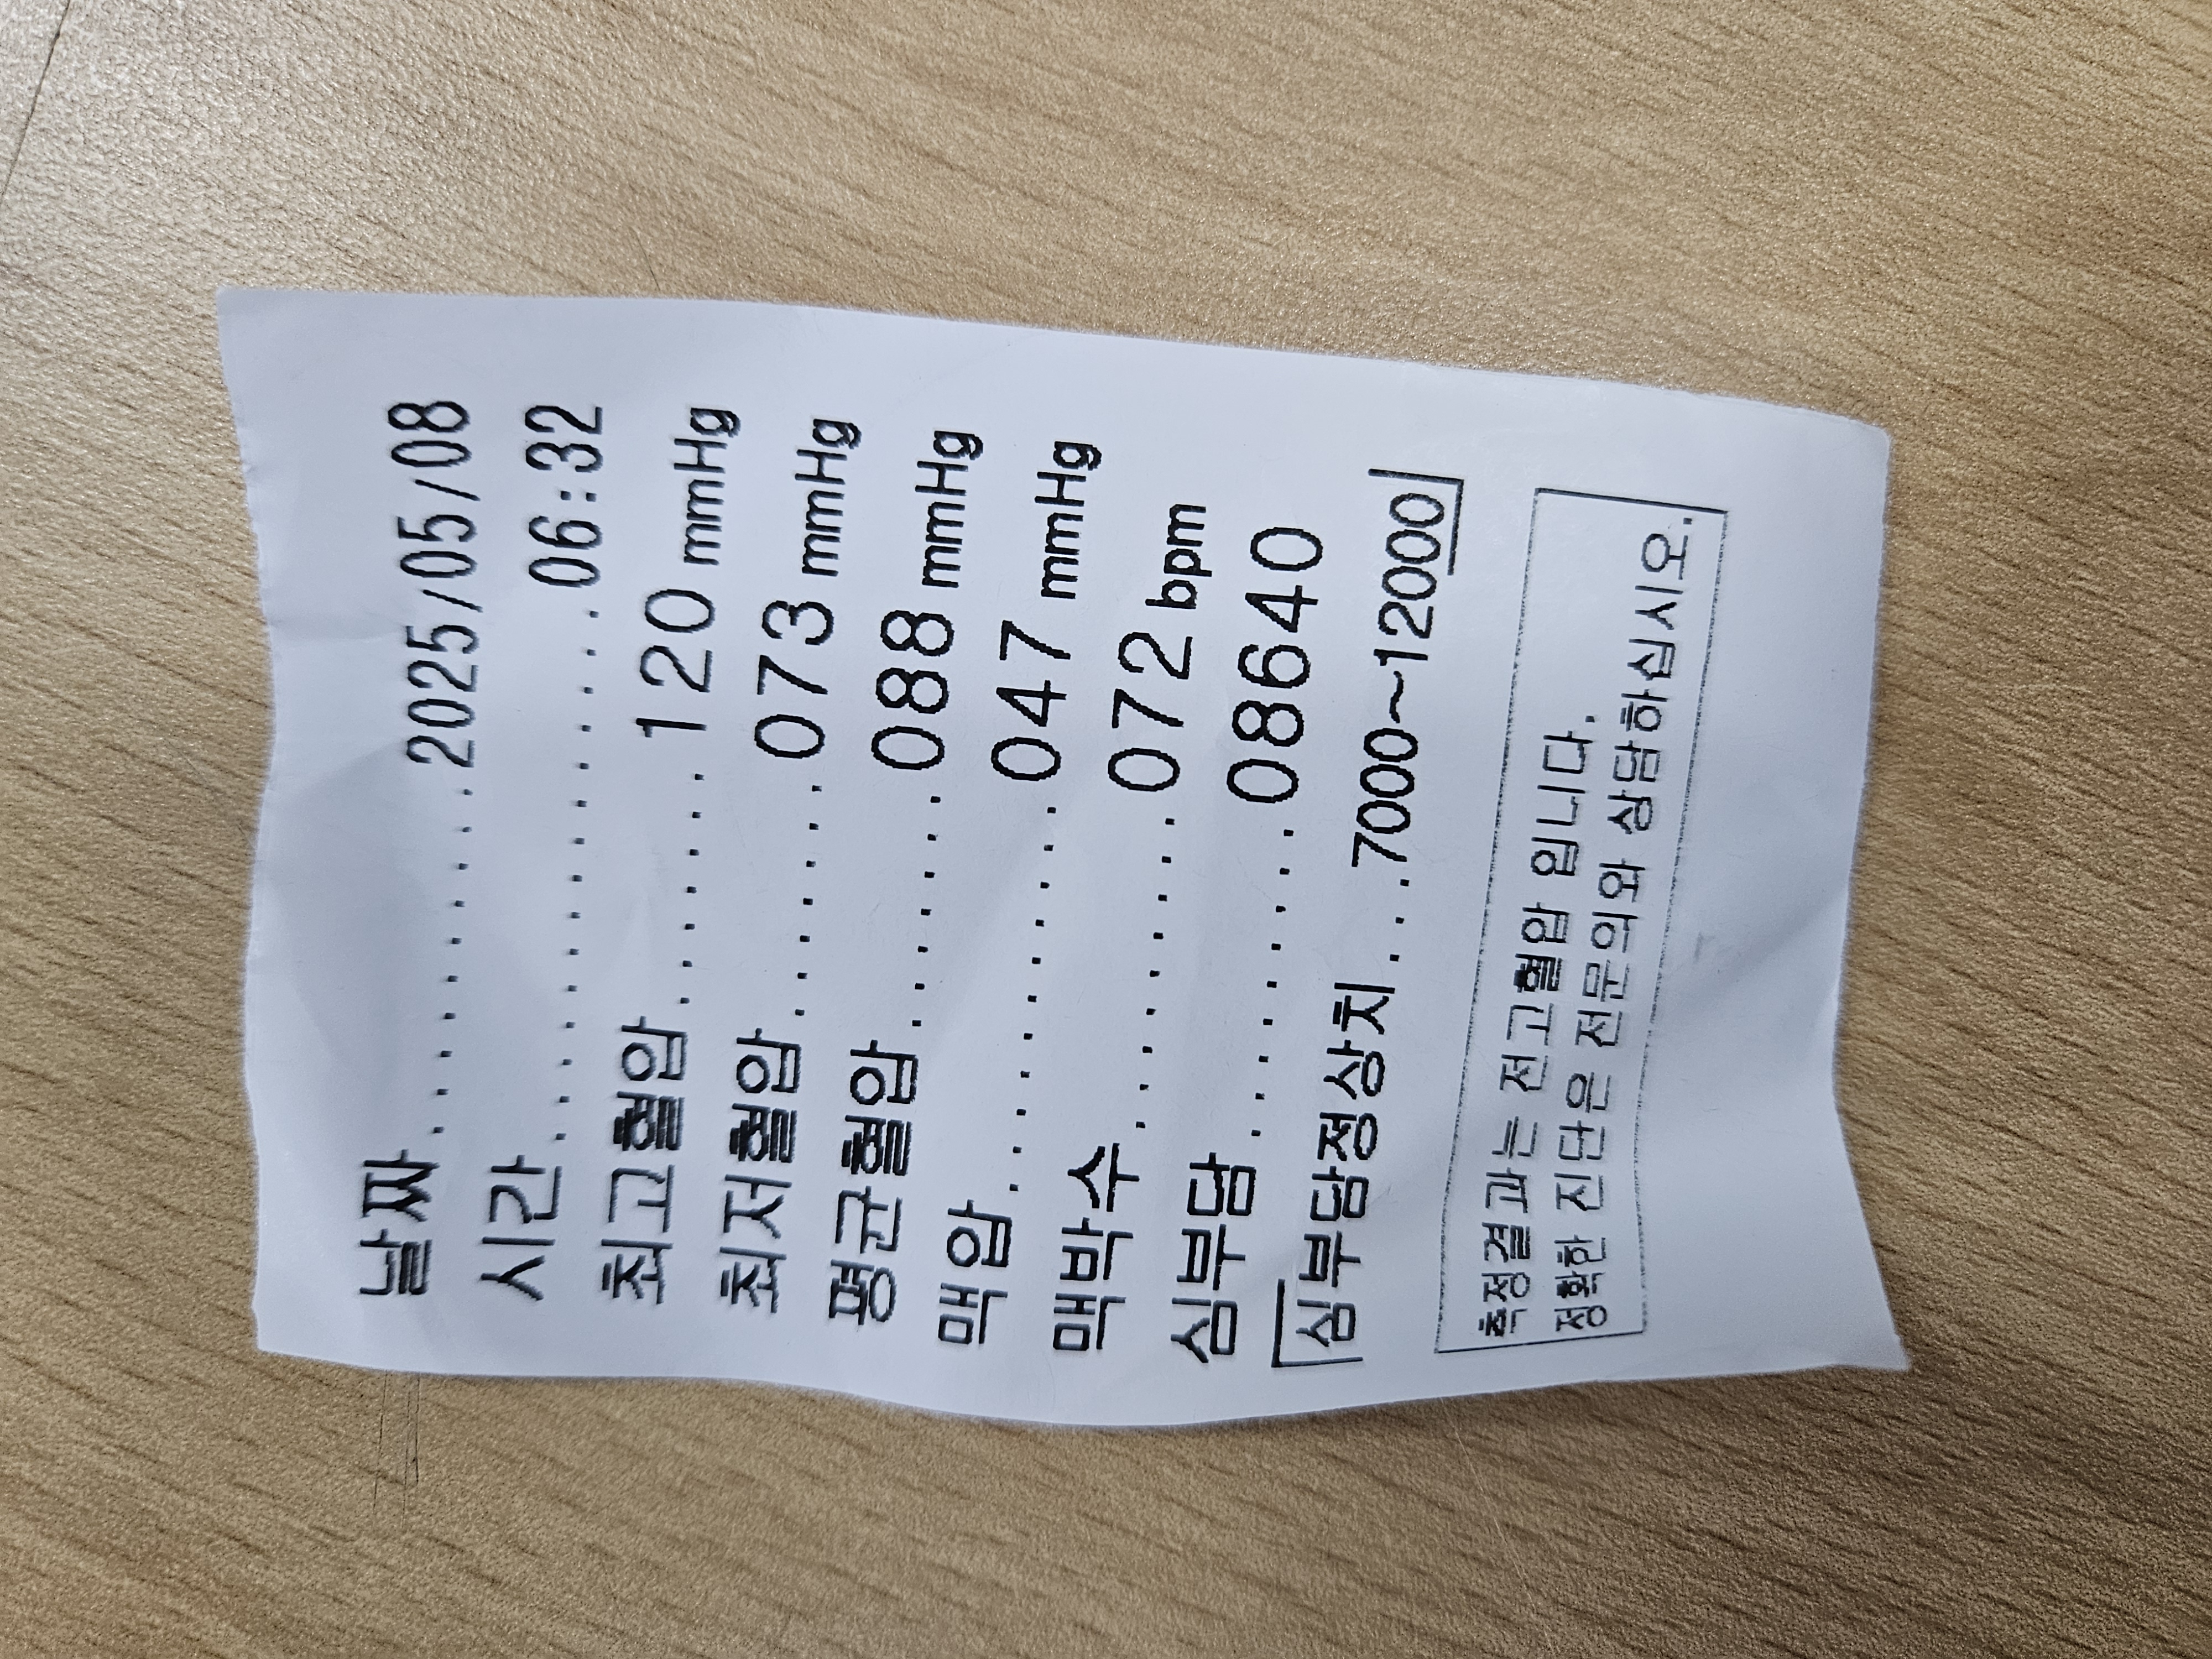 날짜..............2025/05/08
시간....................06:32
최고혈압..........120 mmHg
최저혈압..........073 mmHg
평균혈압..........088 mmHg
맥압................047 mmHg
맥박수.............072 bpm
심부담.............08640
심부담정상치...7000~12000
측정결과는 전고혈압 입니다.
정확한 진단은 전문의와 상담하십시오.